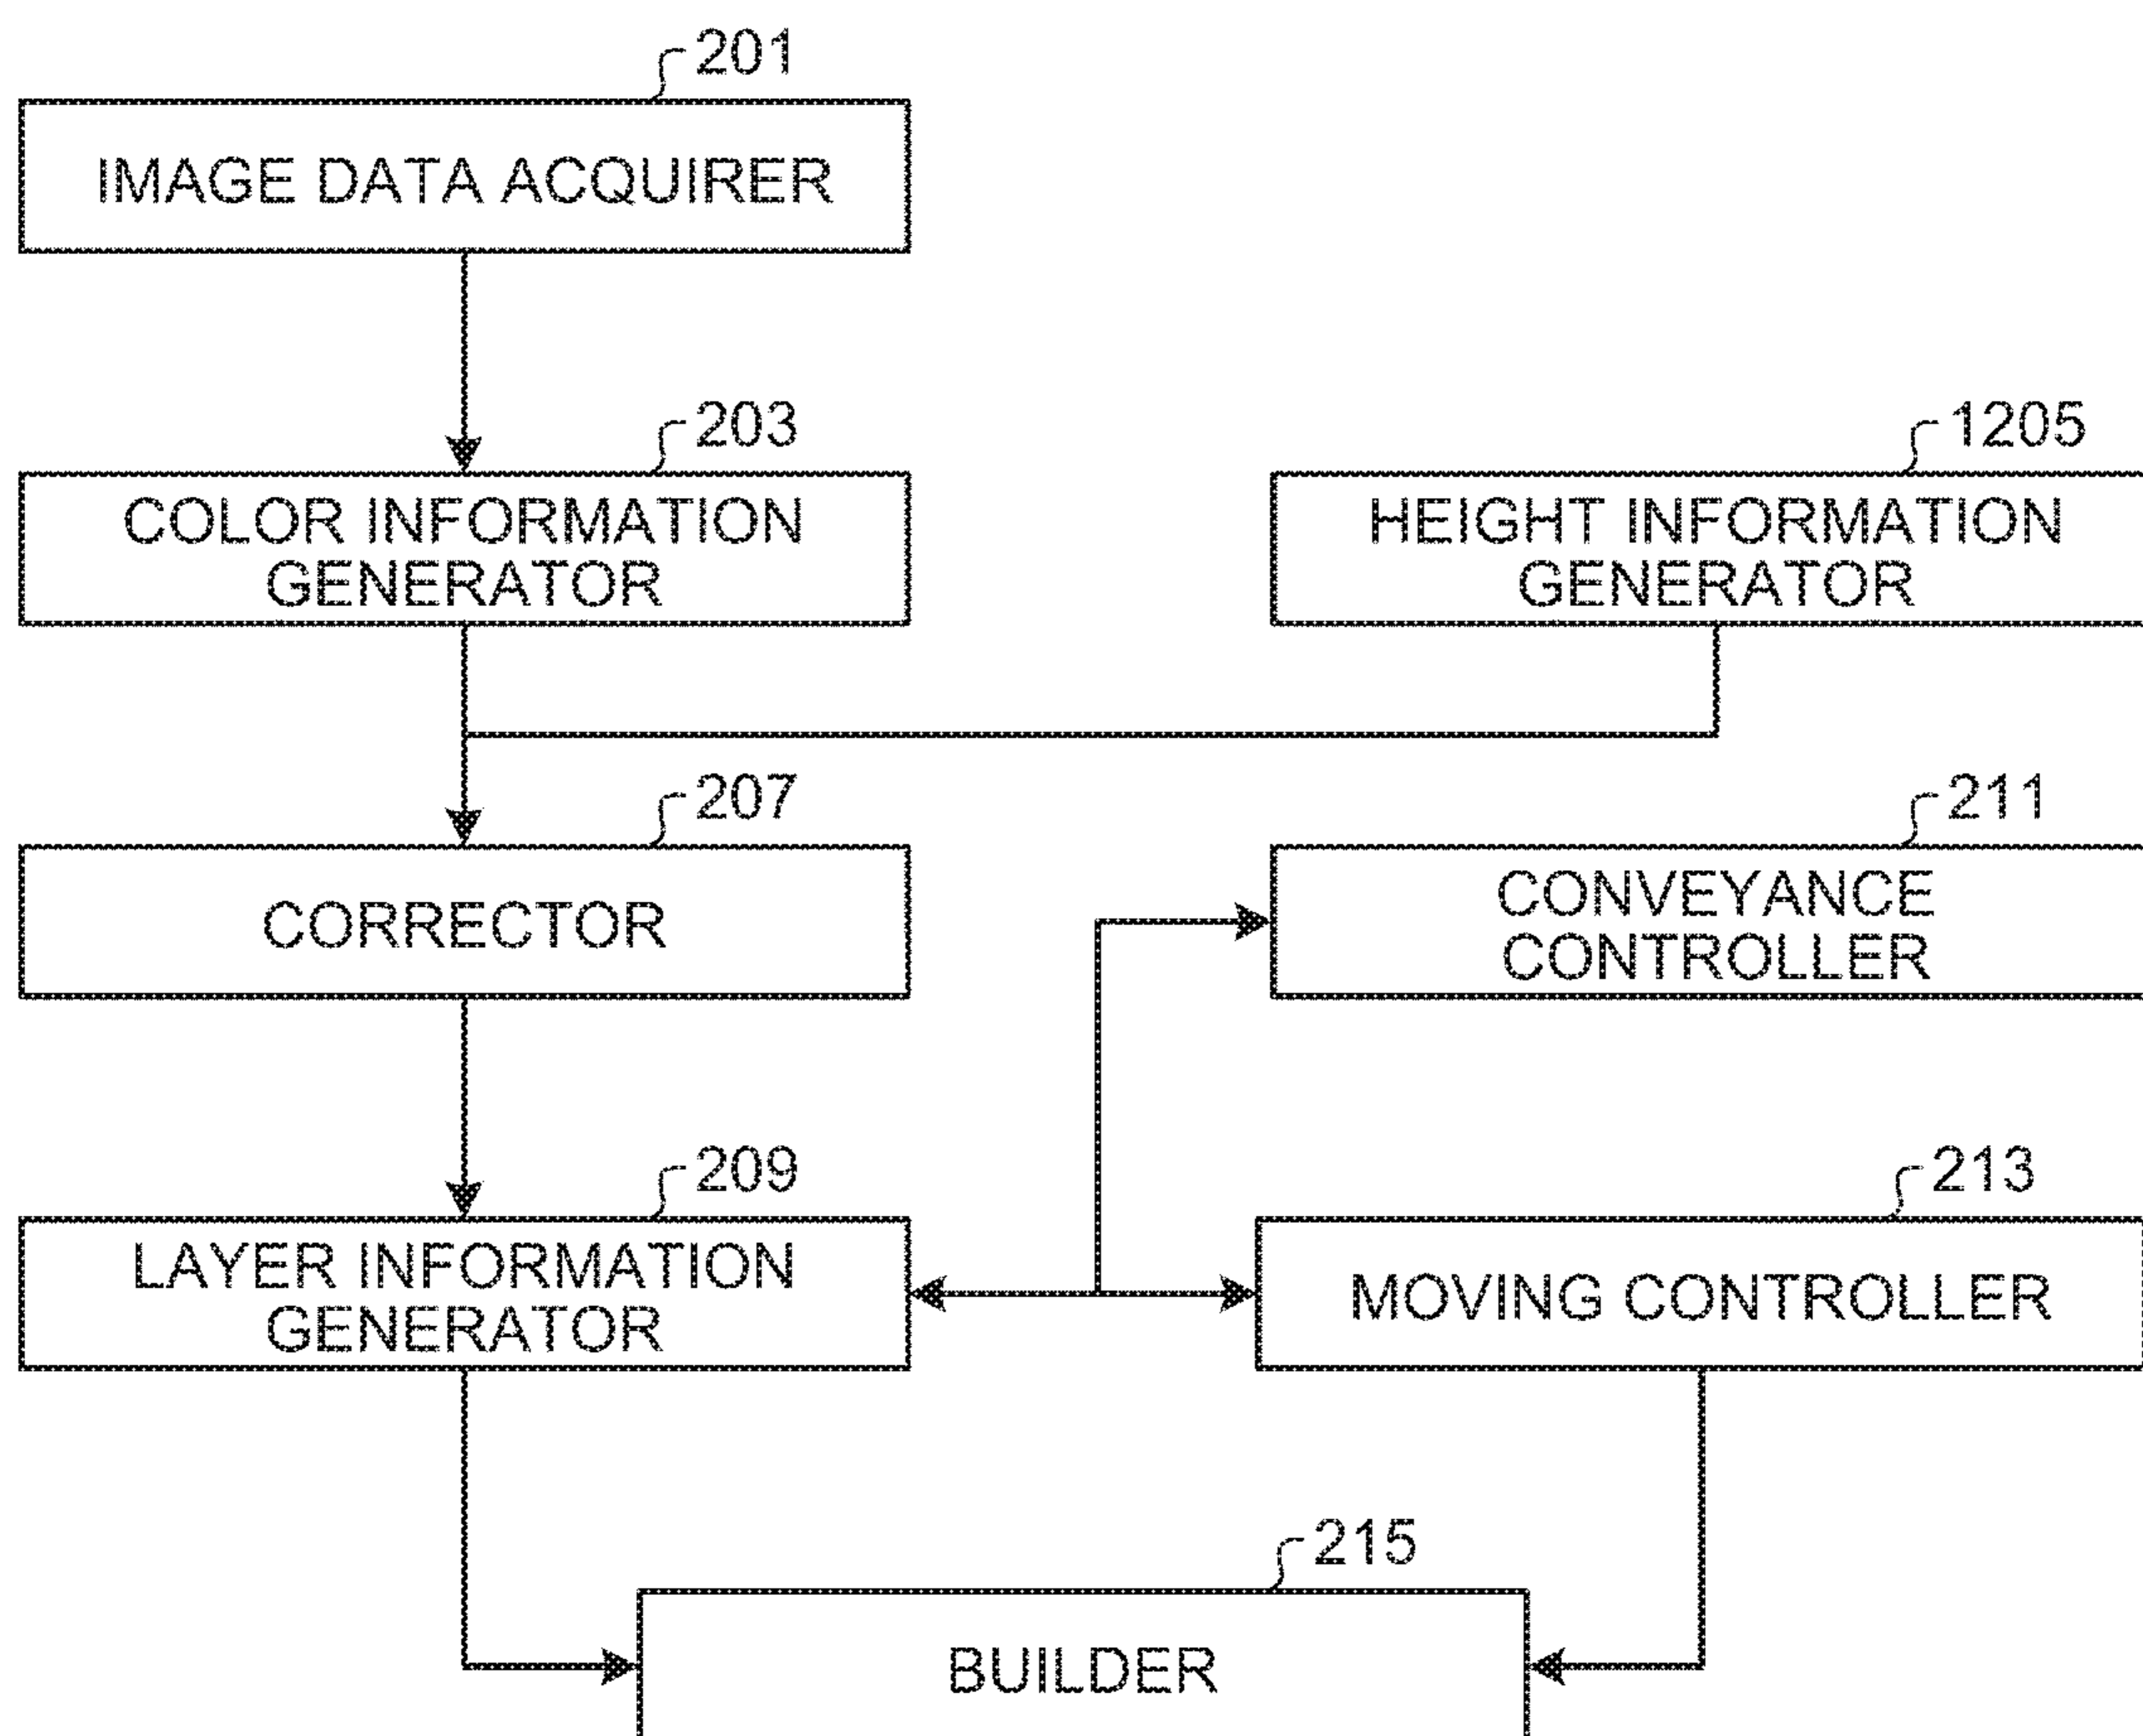 201
IMAGE DATA ACQUIRER
203
COLOR INFORMATION
GENERATOR
1205
HEIGHT INFORMATION
GENERATOR
207
CORRECTOR
211
CONVEYANCE
CONTROLLER
209
LAYER INFORMATION
GENERATOR
213
MOVING CONTROLLER
215
BUILDER